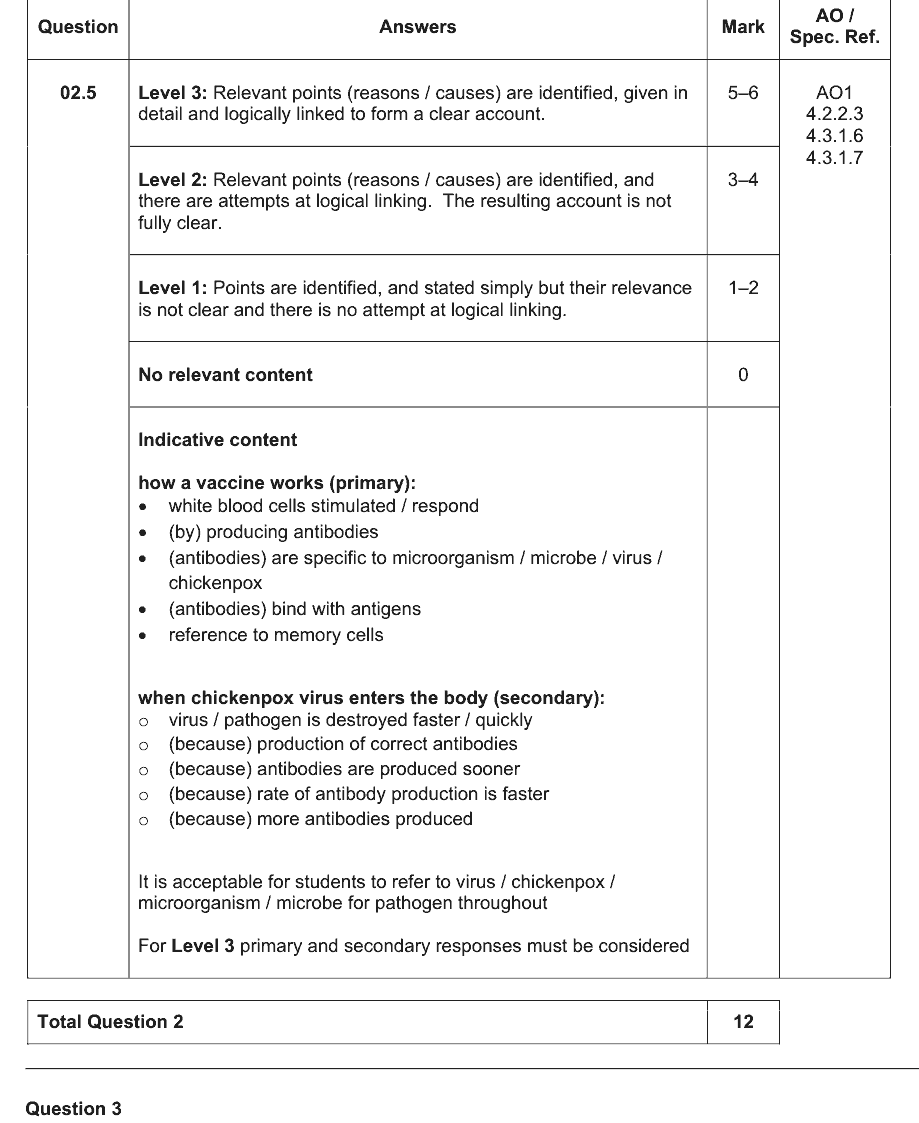 Question Answers Mark AO /
Spec. Ref.
02.5 Level 3: Relevant points (reasons / causes) are identified, given in 5–6 AO1
detail and logically linked to form a clear account. 4.2.2.3
4.3.1.6
4.3.1.7
Level 2: Relevant points (reasons / causes) are identified, and 3–4
there are attempts at logical linking. The resulting account is not
fully clear.
Level 1: Points are identified, and stated simply but their relevance 1–2
is not clear and there is no attempt at logical linking.
No relevant content 0
Indicative content
how a vaccine works (primary):
• white blood cells stimulated / respond
• (by) producing antibodies
• (antibodies) are specific to microorganism / microbe / virus /
chickenpox
• (antibodies) bind with antigens
• reference to memory cells
when chickenpox virus enters the body (secondary):
○ virus / pathogen is destroyed faster / quickly
○ (because) production of correct antibodies
○ (because) antibodies are produced sooner
○ (because) rate of antibody production is faster
○ (because) more antibodies produced
It is acceptable for students to refer to virus / chickenpox /
microorganism / microbe for pathogen throughout
For Level 3 primary and secondary responses must be considered
Total Question 2 12
Question 3